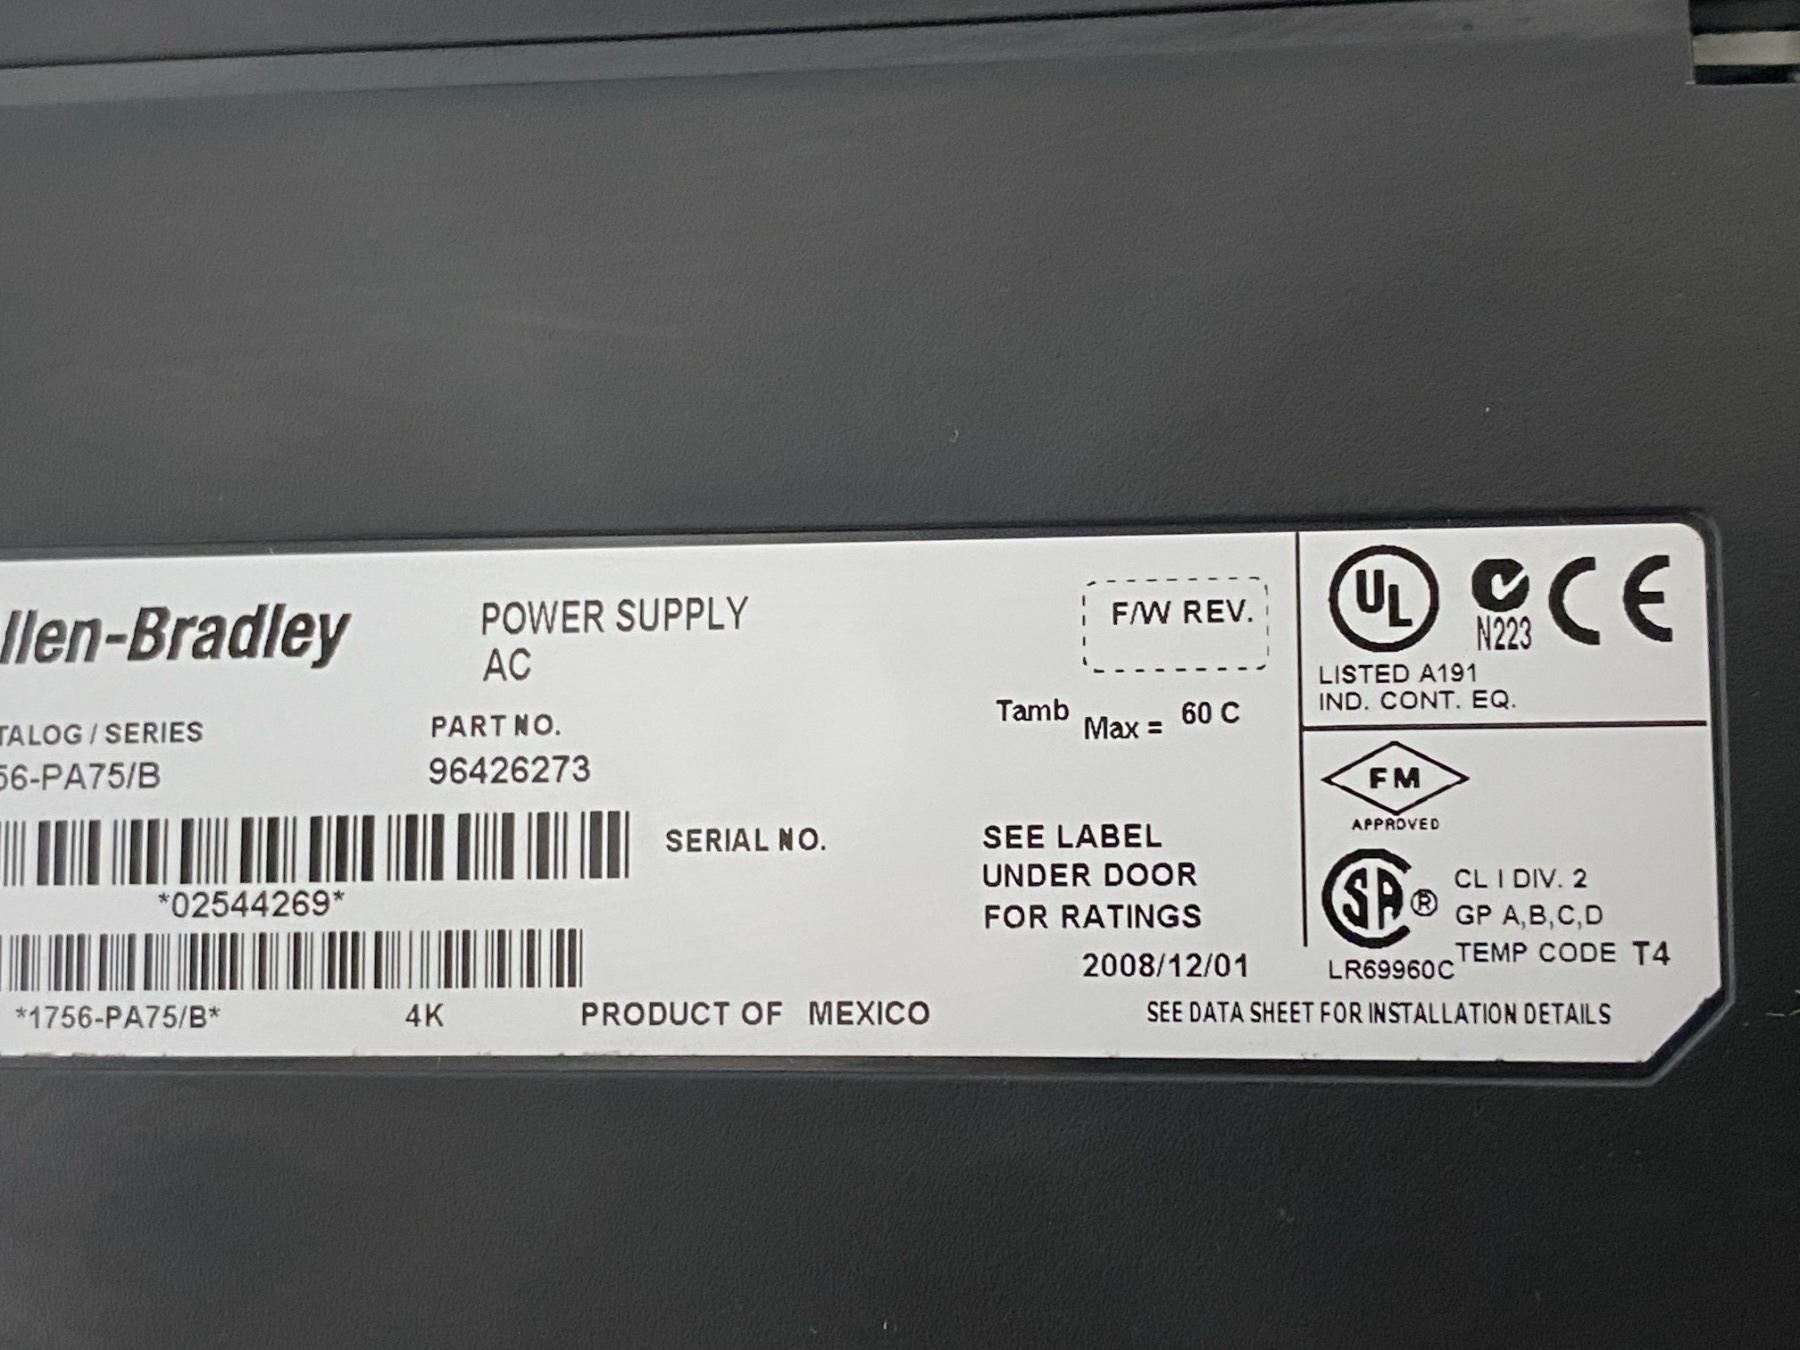 llen-Bradley
POWER SUPPLY
AC
F/W REV.
UL
N223
CE
LISTED A191
IND. CONT. EQ.
TALOG / SERIES
PART NO.
Tamb Max = 60 C
56-PA75/B
96426273
FM
APPROVED
SERIAL NO.
SEE LABEL
UNDER DOOR
FOR RATINGS
*02544269*
SA ®
CL I DIV. 2
GP A,B,C,D
TEMP CODE T4
LR69960C
2008/12/01
*1756-PA75/B*
4K
PRODUCT OF MEXICO
SEE DATA SHEET FOR INSTALLATION DETAILS